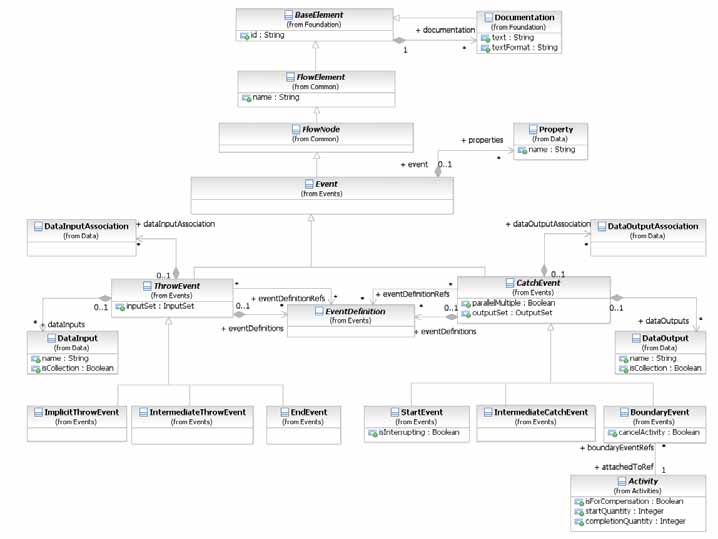 BaseElement
(from Foundation)
id : String
Documentation
(from Foundation)
text : String
textFormat : String
+ documentation
1
*
FlowElement
(from Common)
name : String
FlowNode
(from Common)
+ properties
*
Property
(from Data)
name : String
+ event
0..1
Event
(from Events)
DataInputAssociation
(from Data)
+ dataInputAssociation
*
0..1
+ dataOutputAssociation
*
0..1
DataOutputAssociation
(from Data)
ThrowEvent
(from Events)
inputSet : InputSet
*
+ eventDefinitionRefs
*
0..1
*
+ eventDefinitions
EventDefinition
(from Events)
+ eventDefinitionRefs
*
*
0..1
*
+ eventDefinitions
CatchEvent
(from Events)
parallelMultiple : Boolean
outputSet : OutputSet
0..1
* + dataInputs
DataInput
(from Data)
name : String
isCollection : Boolean
0..1
+ dataOutputs
*
DataOutput
(from Data)
name : String
isCollection : Boolean
ImplicitThrowEvent
(from Events)
IntermediateThrowEvent
(from Events)
EndEvent
(from Events)
StartEvent
(from Events)
isInterrupting : Boolean
IntermediateCatchEvent
(from Events)
BoundaryEvent
(from Events)
cancelActivity : Boolean
+ boundaryEventRefs
*
+ attachedToRef
1
Activity
(from Activities)
isForCompensation : Boolean
startQuantity : Integer
completionQuantity : Integer